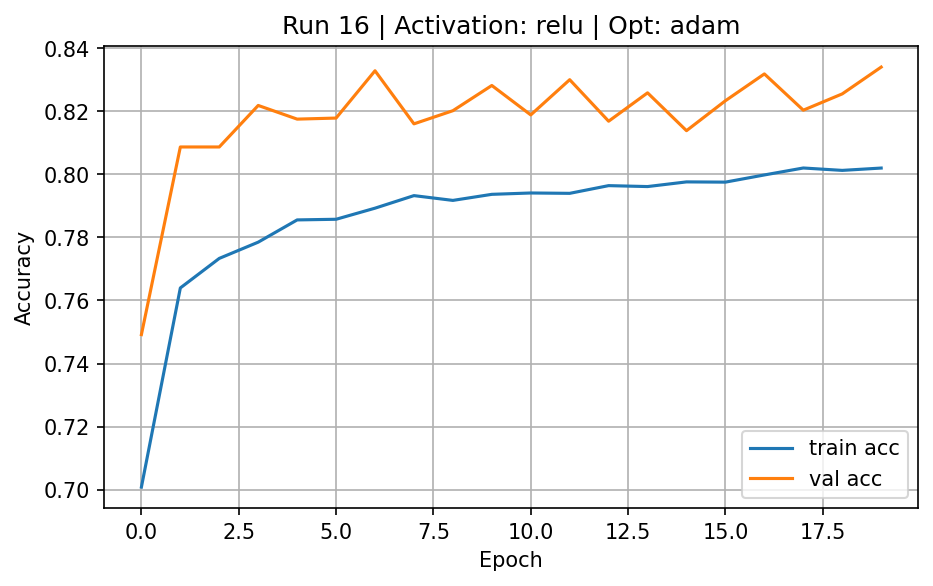 Run 16 | Activation: relu | Opt: adam
0.84
0.82
0.80
0.78
0.76
0.74
0.72
0.70
Accuracy
train acc
val acc
0.0 2.5 5.0 7.5 10.0 12.5 15.0 17.5
Epoch